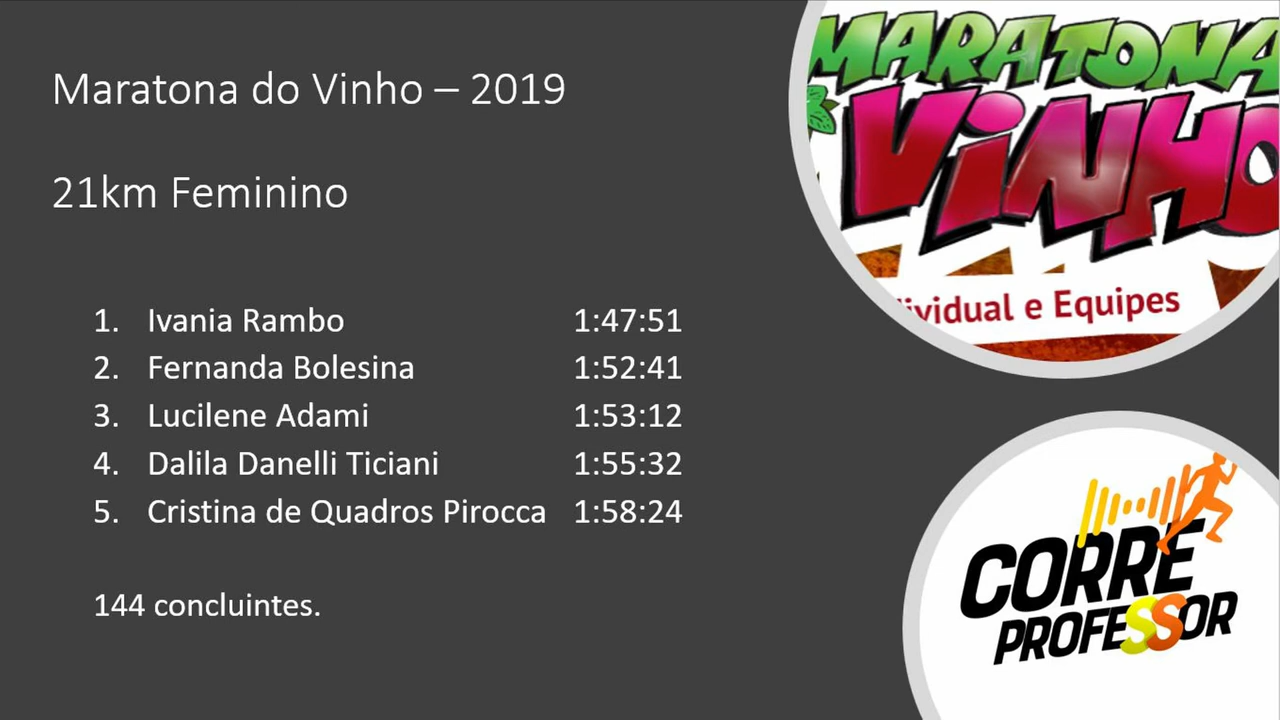 Maratona do Vinho – 2019
21km Feminino
1. Ivania Rambo 1:47:51
2. Fernanda Bolesina 1:52:41
3. Lucilene Adami 1:53:12
4. Dalila Danelli Ticiani 1:55:32
5. Cristina de Quadros Pirocca 1:58:24
144 concluintes.
MARATONA
VINHO
ividual e Equipes
CORRE
PROFESSOR